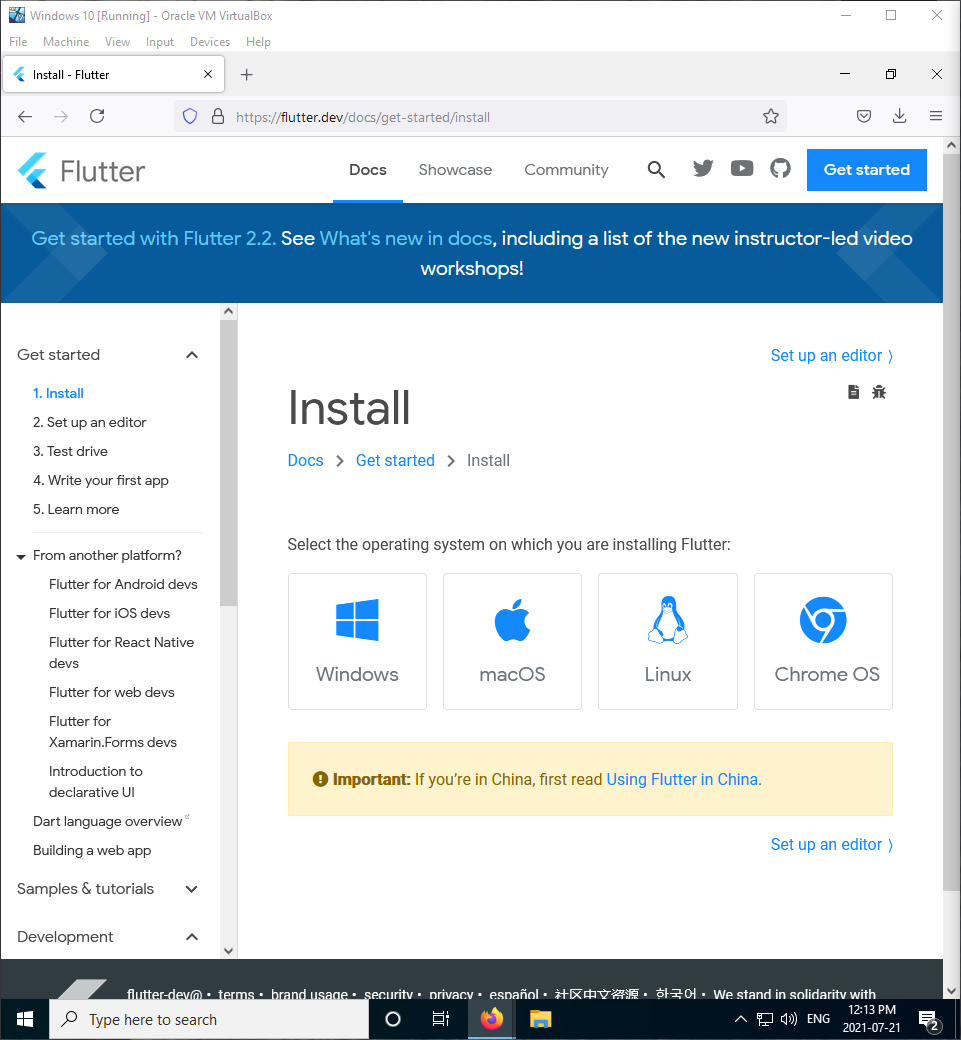 Windows 10 [Running] - Oracle VM VirtualBox
File Machine View Input Devices Help
Install - Flutter
https://flutter.dev/docs/get-started/install
Flutter
Docs Showcase Community
Get started
Get started with Flutter 2.2. See What's new in docs, including a list of the new instructor-led video
workshops!
Get started
1. Install
2. Set up an editor
3. Test drive
4. Write your first app
5. Learn more
From another platform?
Flutter for Android devs
Flutter for iOS devs
Flutter for React Native
devs
Flutter for web devs
Flutter for
Xamarin.Forms devs
Introduction to
declarative UI
Dart language overview
Building a web app
Samples & tutorials
Development
Set up an editor ⟩
Install
Docs > Get started > Install
Select the operating system on which you are installing Flutter:
Windows
macOS
Linux
Chrome OS
Important: If you’re in China, first read Using Flutter in China.
Set up an editor ⟩
flutter-dev@ • terms • brand usage • security • privacy • español • 社区中文资源 • 한국어 • We stand in solidarity with
Type here to search
ENG
12:13 PM
2021-07-21
2